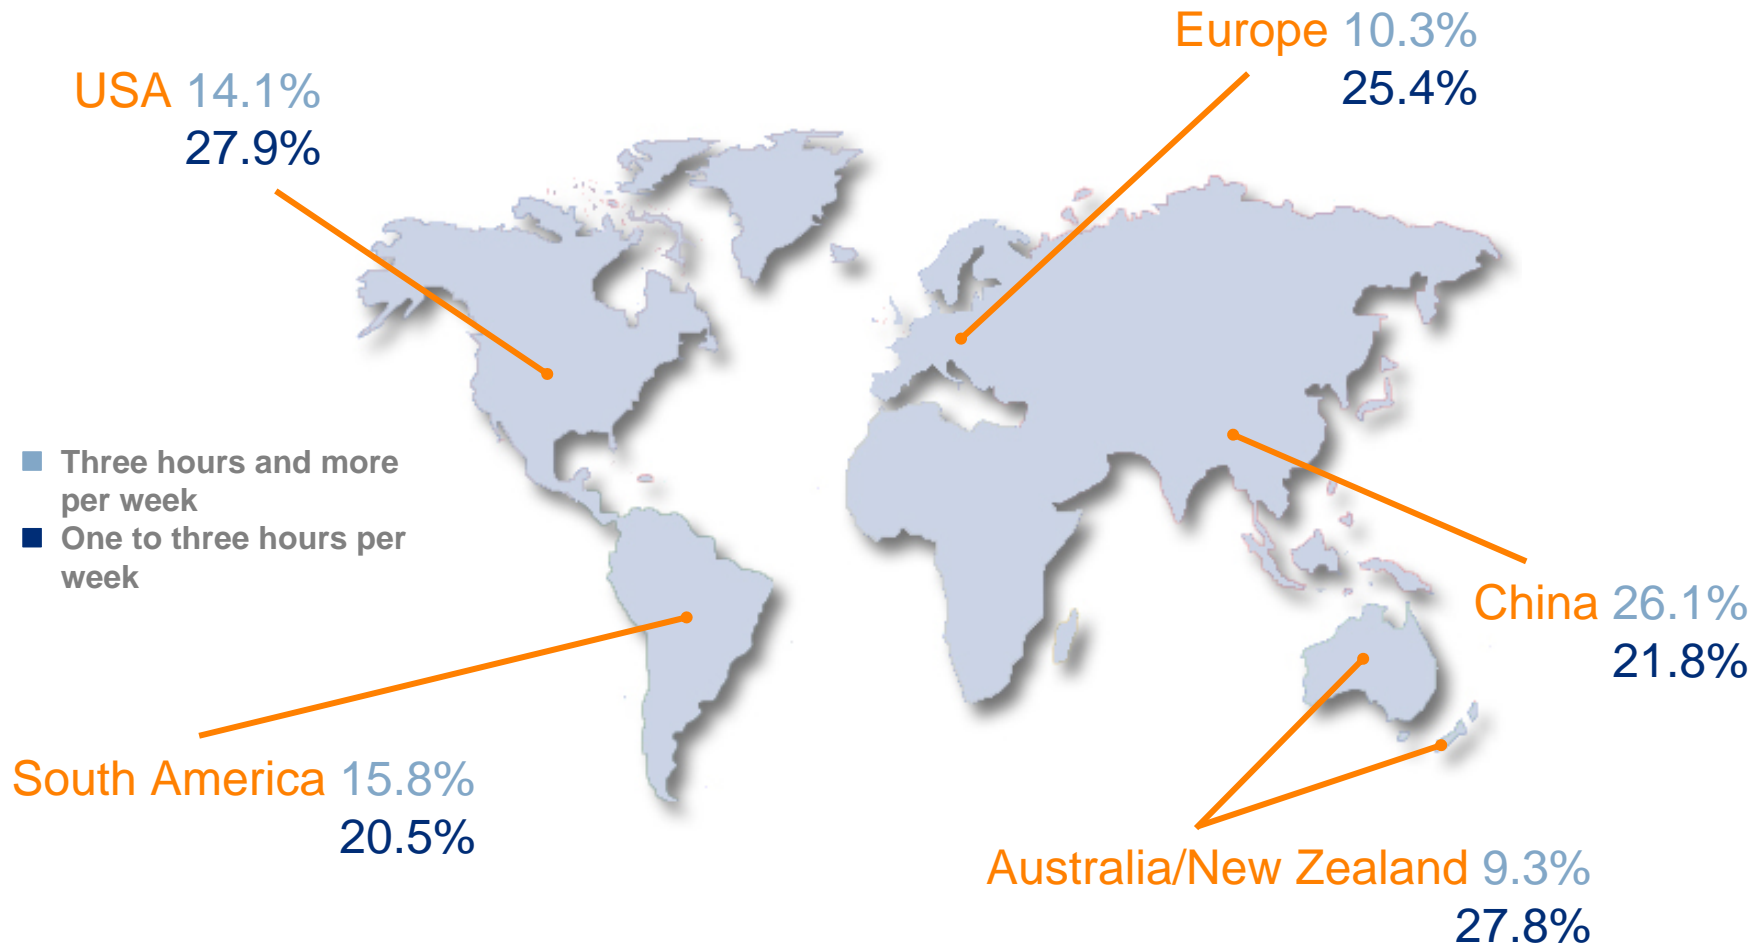 Europe 10.3%
25.4%
USA 14.1%
27.9%
Three hours and more
per week
One to three hours per
week
China 26.1%
21.8%
South America 15.8%
20.5%
Australia/New Zealand 9.3%
27.8%